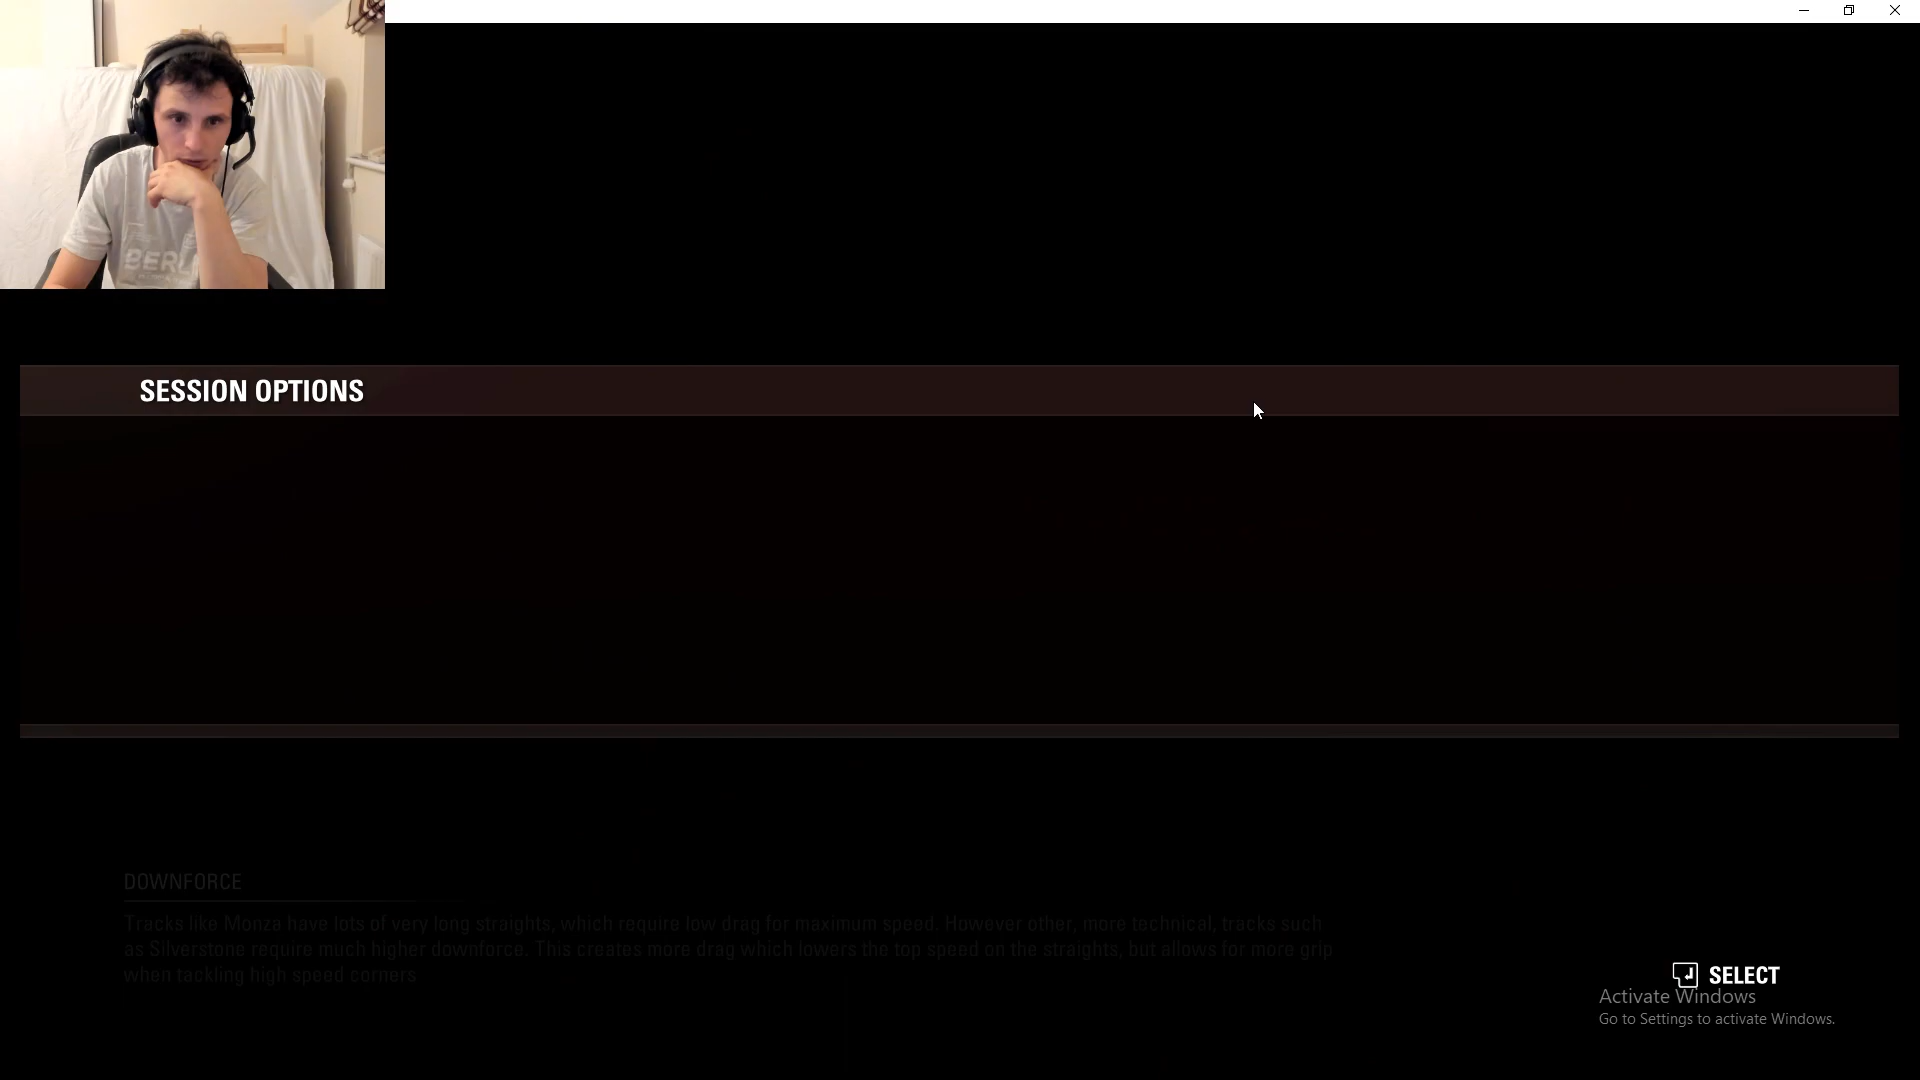 BERL
SESSION OPTIONS
DOWNFORCE
Tracks like Monza have lots of very long straights, which require low drag for maximum speed. However other, more technical, tracks such
as Silverstone require much higher downforce. This creates more drag which lowers the top speed on the straights, but allows for more grip
when tackling high speed corners
SELECT
Activate Windows
Go to Settings to activate Windows.